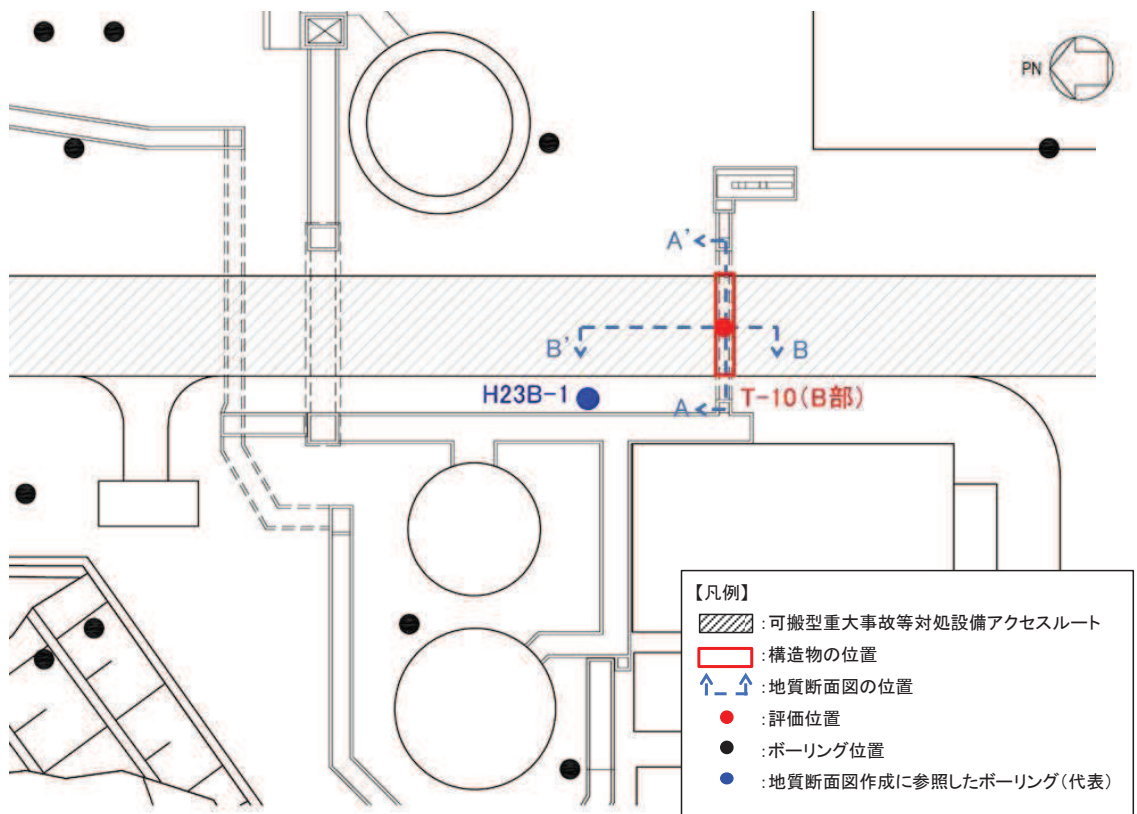 PN
A'
B'
B
H23B-1
A
T-10(B部)
【凡例】
:可搬型重大事故等対処設備アクセスルート
:構造物の位置
:地質断面図の位置
:評価位置
:ボーリング位置
:地質断面図作成に参照したボーリング(代表)